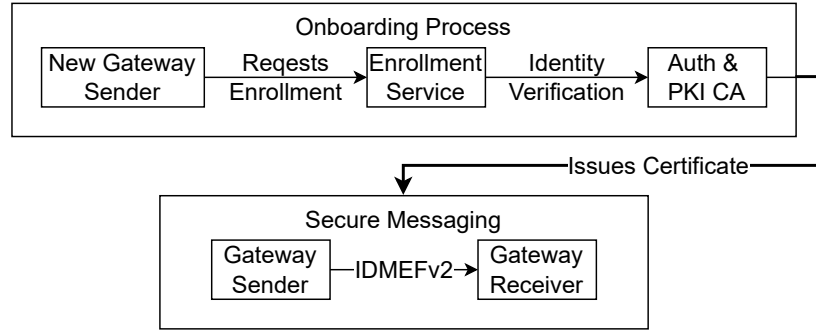 Onboarding Process
New Gateway
Sender
Reqests
Enrollment
Enrollment
Service
Identity
Verification
Auth &
PKI CA
Issues Certificate
Secure Messaging
Gateway
Sender
IDMEFv2
Gateway
Receiver